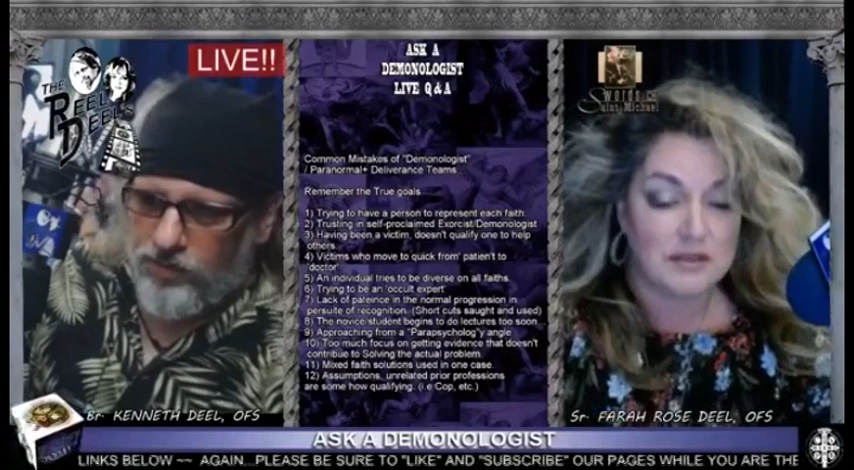 THE
REEL
DEELS
LIVE!!
ASK A
DEMONOLOGIST
LIVE Q&A
Sword of
Saint Michael
Common Mistakes of "Demonologist"
/ Paranormal+ Deliverance Teams .
Remember the True goals
1) Trying to have a person to represent each faith.
2) Trusting in self-proclaimed Exorcist/Demonologist
3) Having been a victim, doesn't qualify one to help
others...
4) Victims who move to quick from' patien't to
'doctor'
5) An individual tries to be diverse on all faiths.
6) Trying to be an 'occult expert'
7) Lack of pateince in the normal progression in
persuite of recognition. (Short cuts saught and used)
8) The novice/student begins to do lectures too soon...
9) Approaching from a "Parapsycholog"y angle
10) Too much focus on getting evidence that doesn't
contribue to Solving the actual problem.
11) Mixed faith solutions used in one case.
12) Assumptions, unrelated prior professions
are some how qualifying. (i.e Cop, etc.)
Br. KENNETH DEEL, OFS
Sr. FARAH ROSE DEEL, OFS
ASK A DEMONOLOGIST
LINKS BELOW ~~ AGAIN...PLEASE BE SURE TO "LIKE" AND "SUBSCRIBE" OUR PAGES WHILE YOU ARE THE